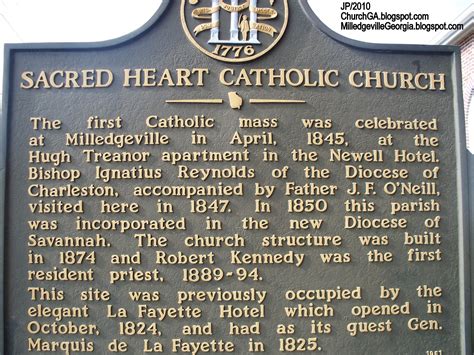 JP/2010
ChurchGA.blogspot.com
MilledgevilleGeorgia.blogspot.com
1776
SACRED HEART CATHOLIC CHURCH
The first Catholic mass was celebrated
at Milledgeville in April, 1845, at the
Hugh Treanor apartment in the Newell Hotel.
Bishop Ignatius Reynolds of the Diocese of
Charleston, accompanied by Father J. F. O'Neill,
visited here in 1847. In 1850 this parish
was incorporated in the new Diocese of
Savannah. The church structure was built
in 1874 and Robert Kennedy was the first
resident priest, 1889-94.
This site was previously occupied by the
elegant La Fayette Hotel which opened in
October, 1824, and had as its guest Gen.
Marquis de La Fayette in 1825.